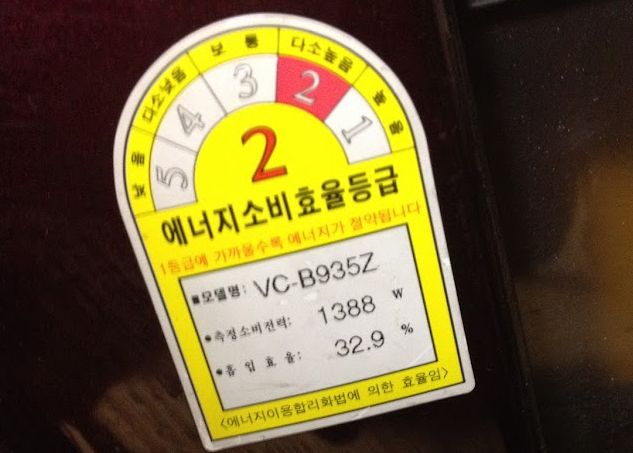 낮음 다소낮음 보통 다소높음 높음
5 4 3 2 1
2
에너지소비효율등급
1등급에 가까울수록 에너지가 절약됩니다
■모델명: VC-B935Z
●측정소비전력: 1388 W
●흡입효율: 32.9 %
<에너지이용합리화법에 의한 효율임>